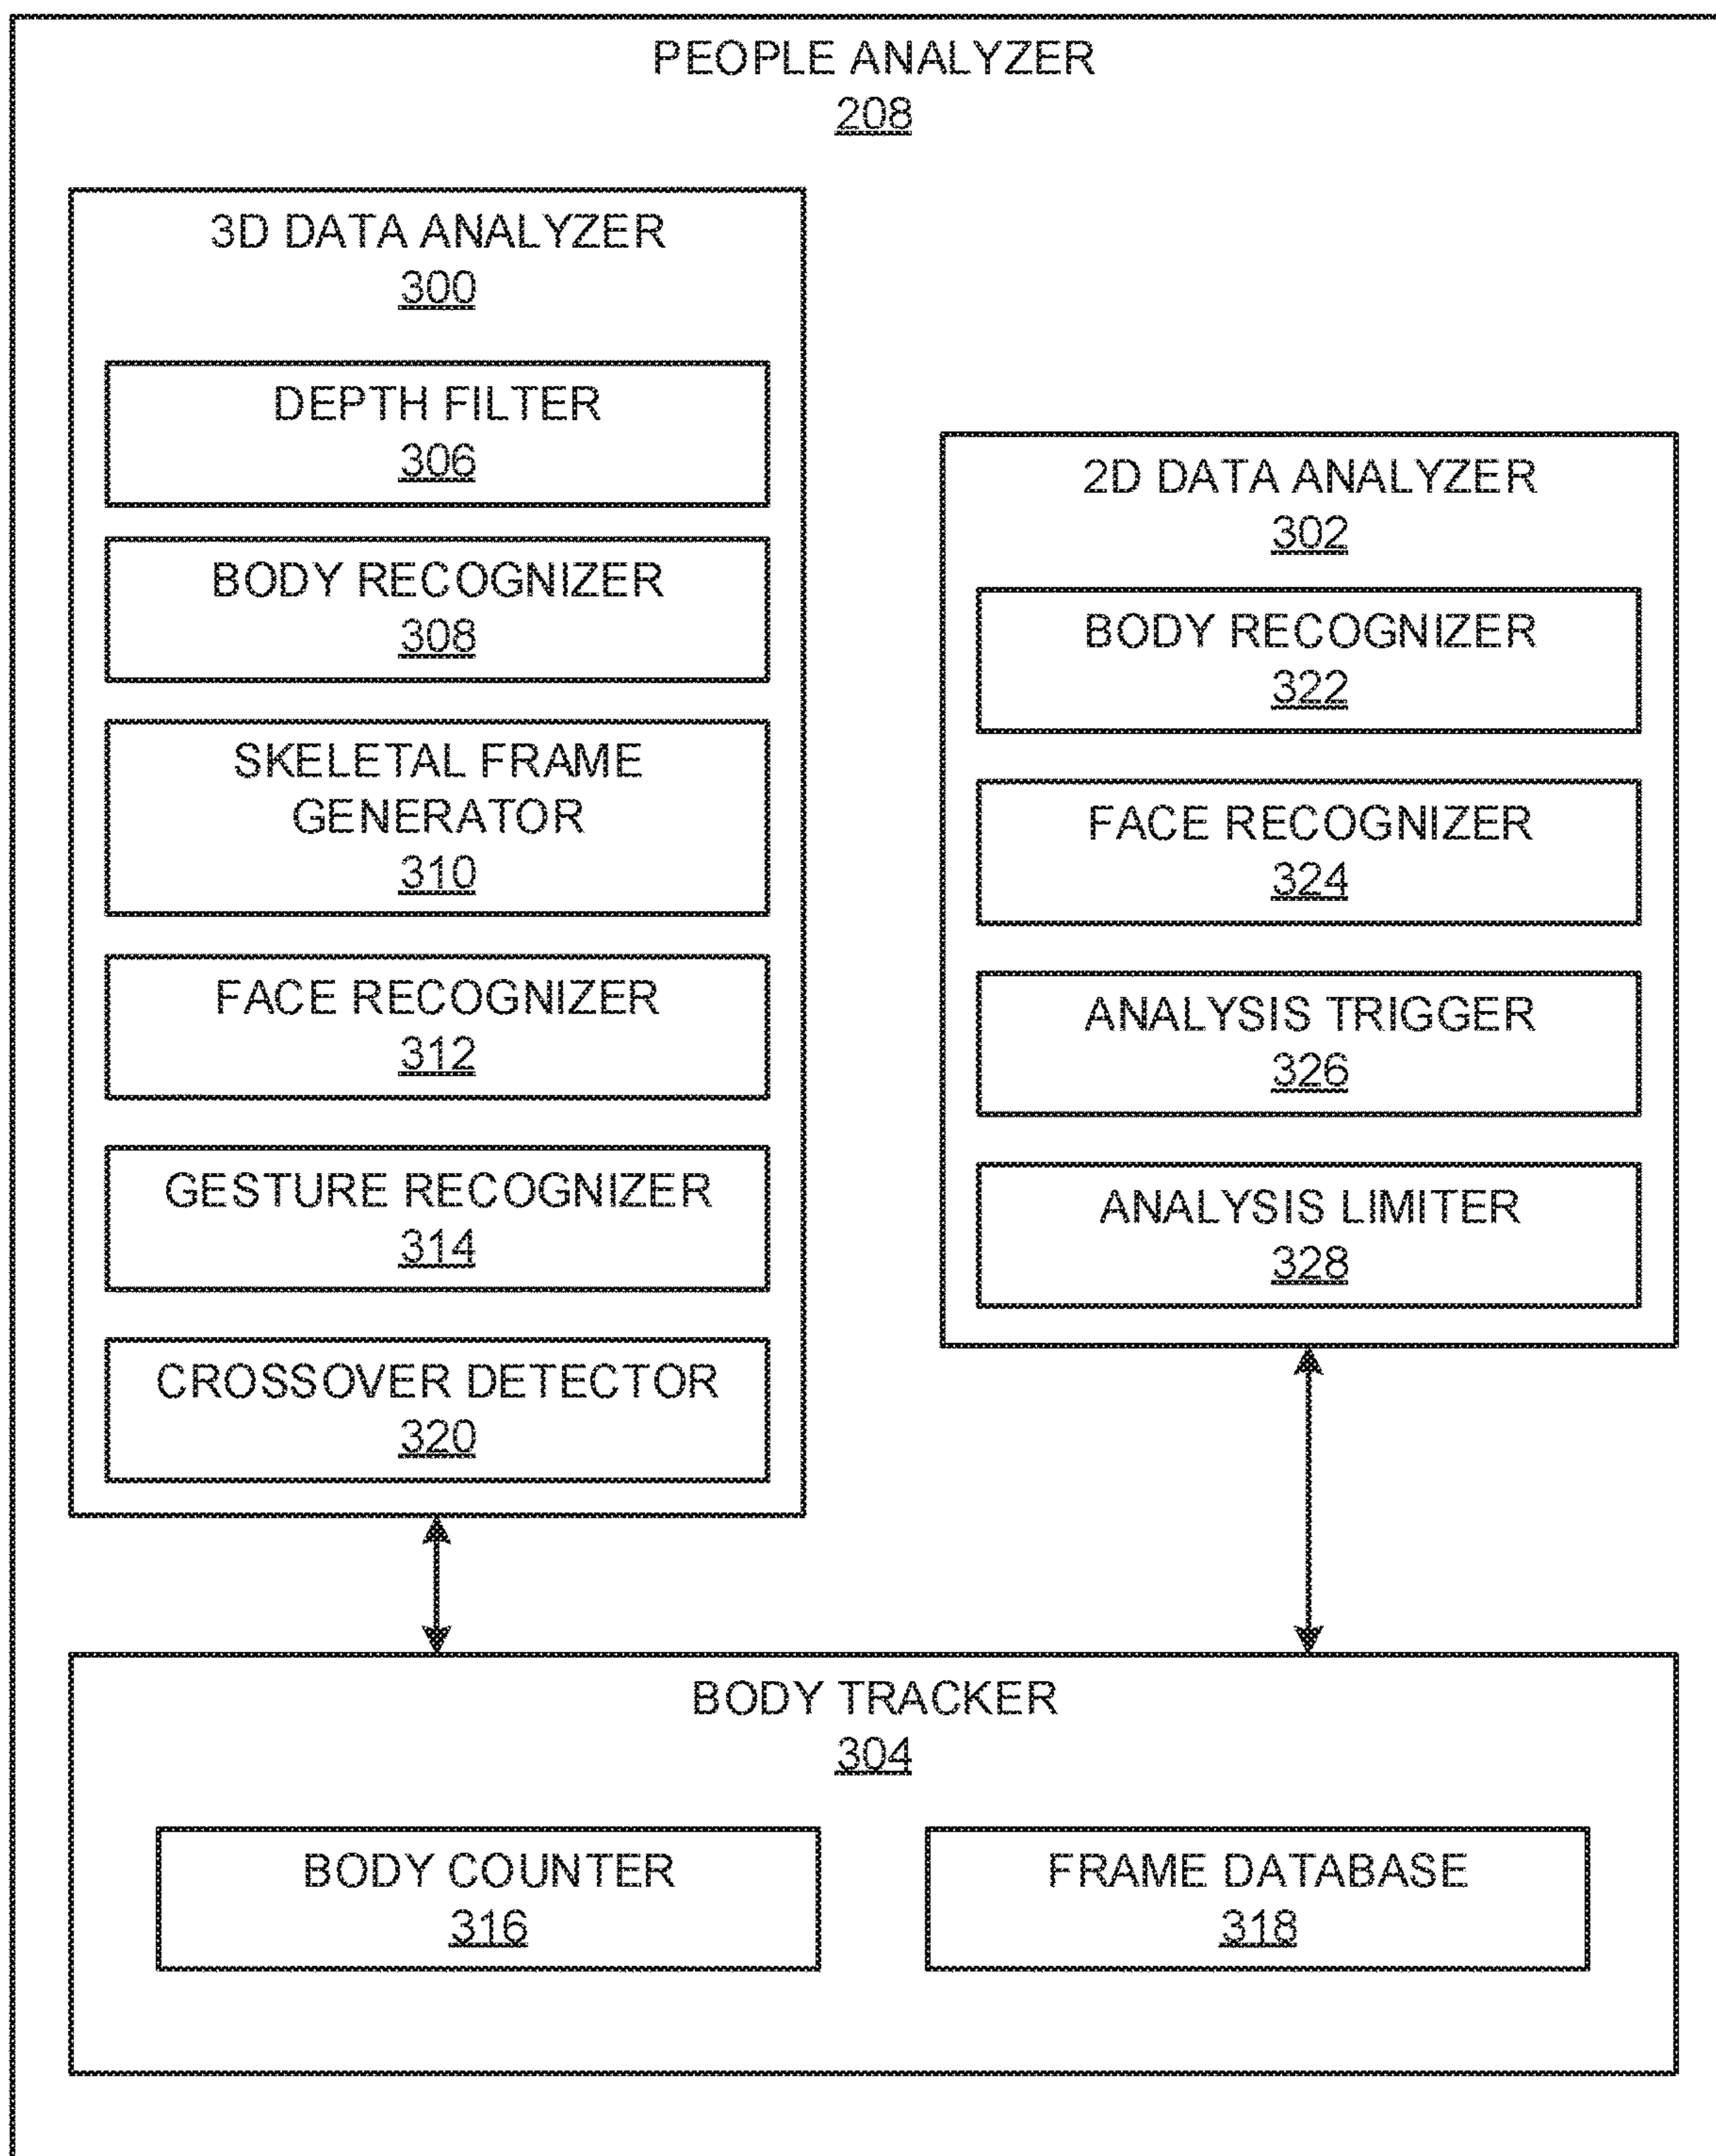 PEOPLE ANALYZER
208
3D DATA ANALYZER
300
DEPTH FILTER
306
BODY RECOGNIZER
308
SKELETAL FRAME
GENERATOR
310
FACE RECOGNIZER
312
GESTURE RECOGNIZER
314
CROSSOVER DETECTOR
320
2D DATA ANALYZER
302
BODY RECOGNIZER
322
FACE RECOGNIZER
324
ANALYSIS TRIGGER
326
ANALYSIS LIMITER
328
BODY TRACKER
304
BODY COUNTER
316
FRAME DATABASE
318